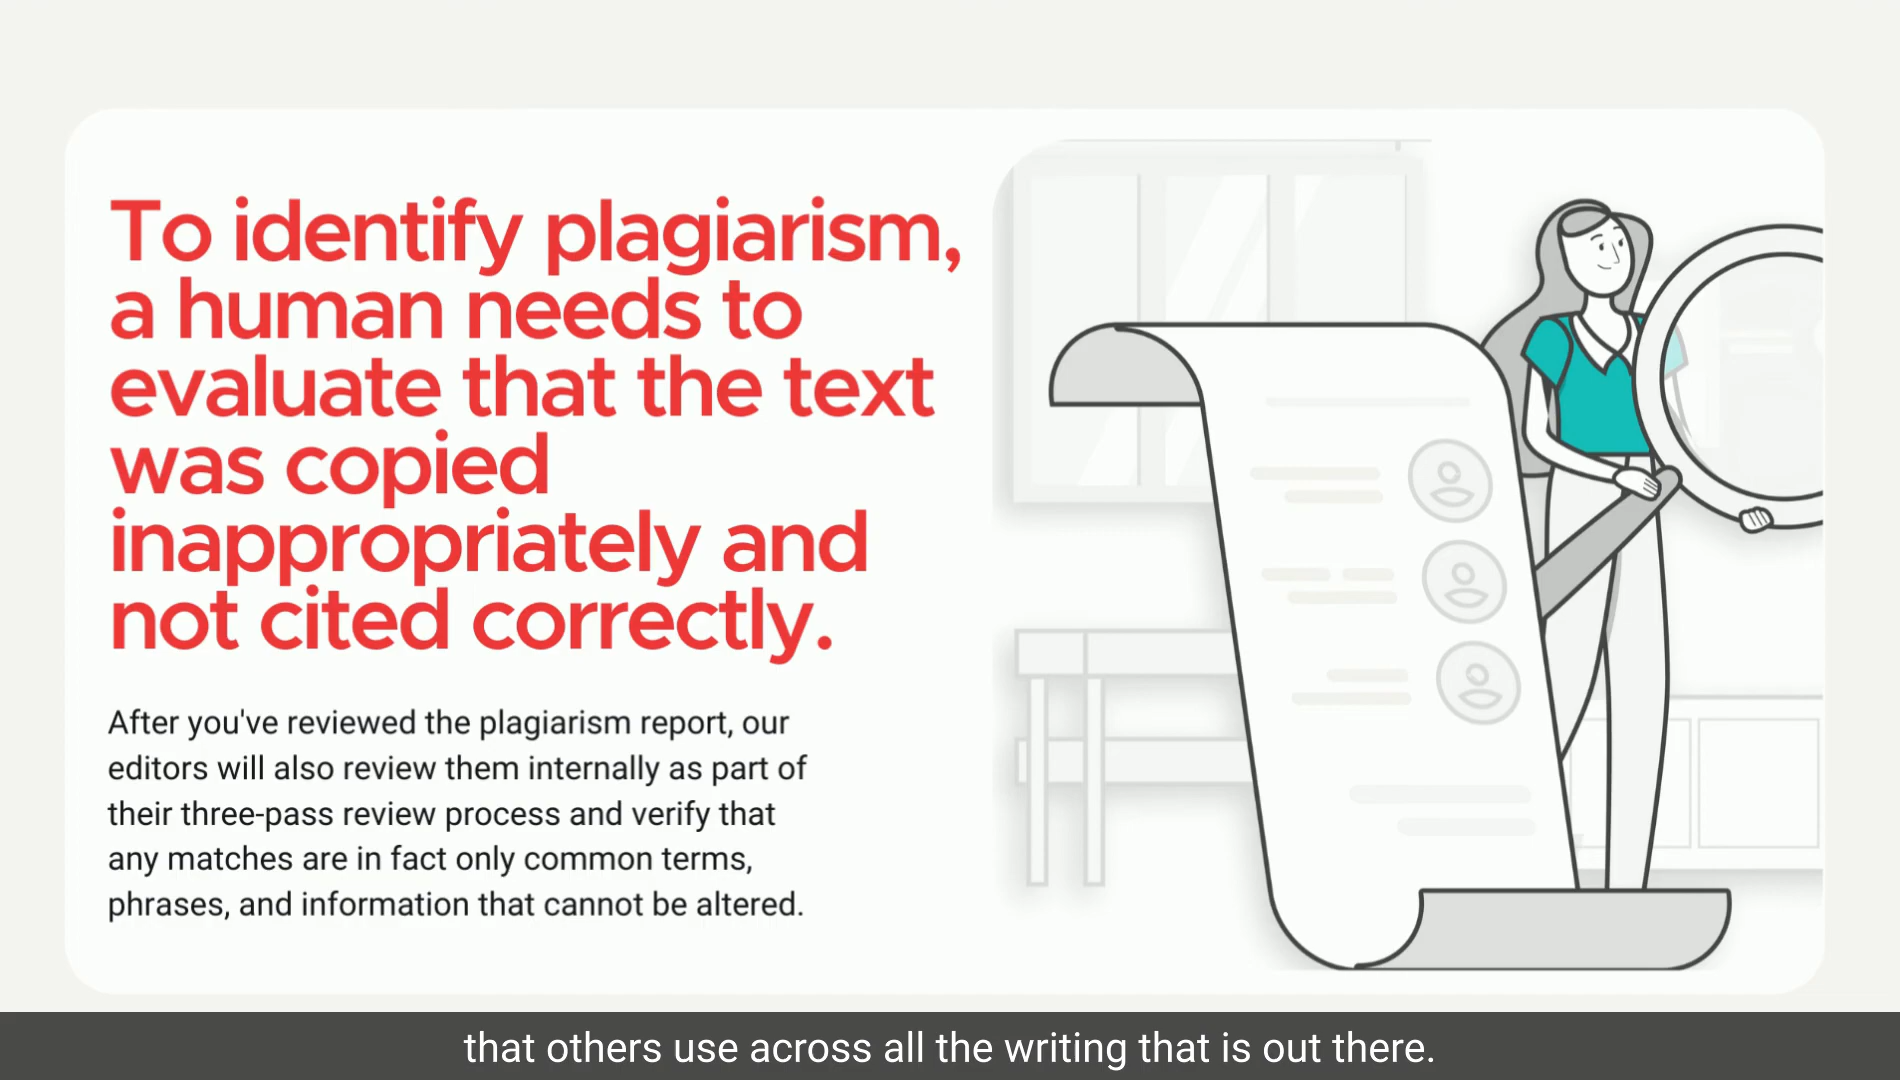 To identify plagiarism,
a human needs to
evaluate that the text
was copied
inappropriately and
not cited correctly.
After you've reviewed the plagiarism report, our
editors will also review them internally as part of
their three-pass review process and verify that
any matches are in fact only common terms,
phrases, and information that cannot be altered.
that others use across all the writing that is out there.